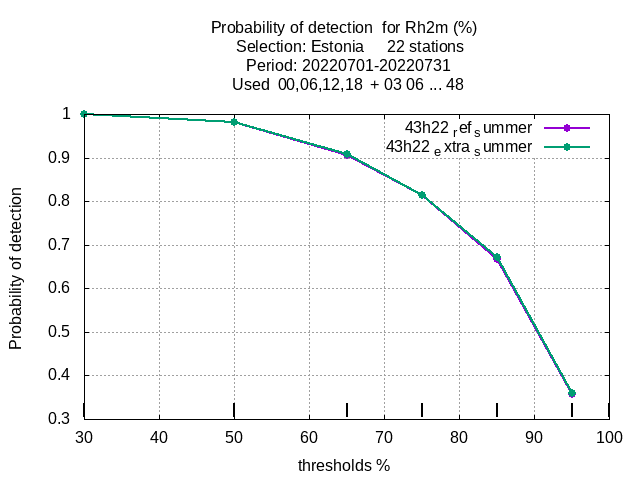 Probability of detection  for Rh2m (%)
Selection: Estonia     22 stations
Period: 20220701-20220731
Used  00,06,12,18  + 03 06 ... 48
43h22 ref summer
43h22 extra summer
1
0.9
0.8
0.7
0.6
0.5
0.4
0.3
Probability of detection
30 40 50 60 70 80 90 100
thresholds %